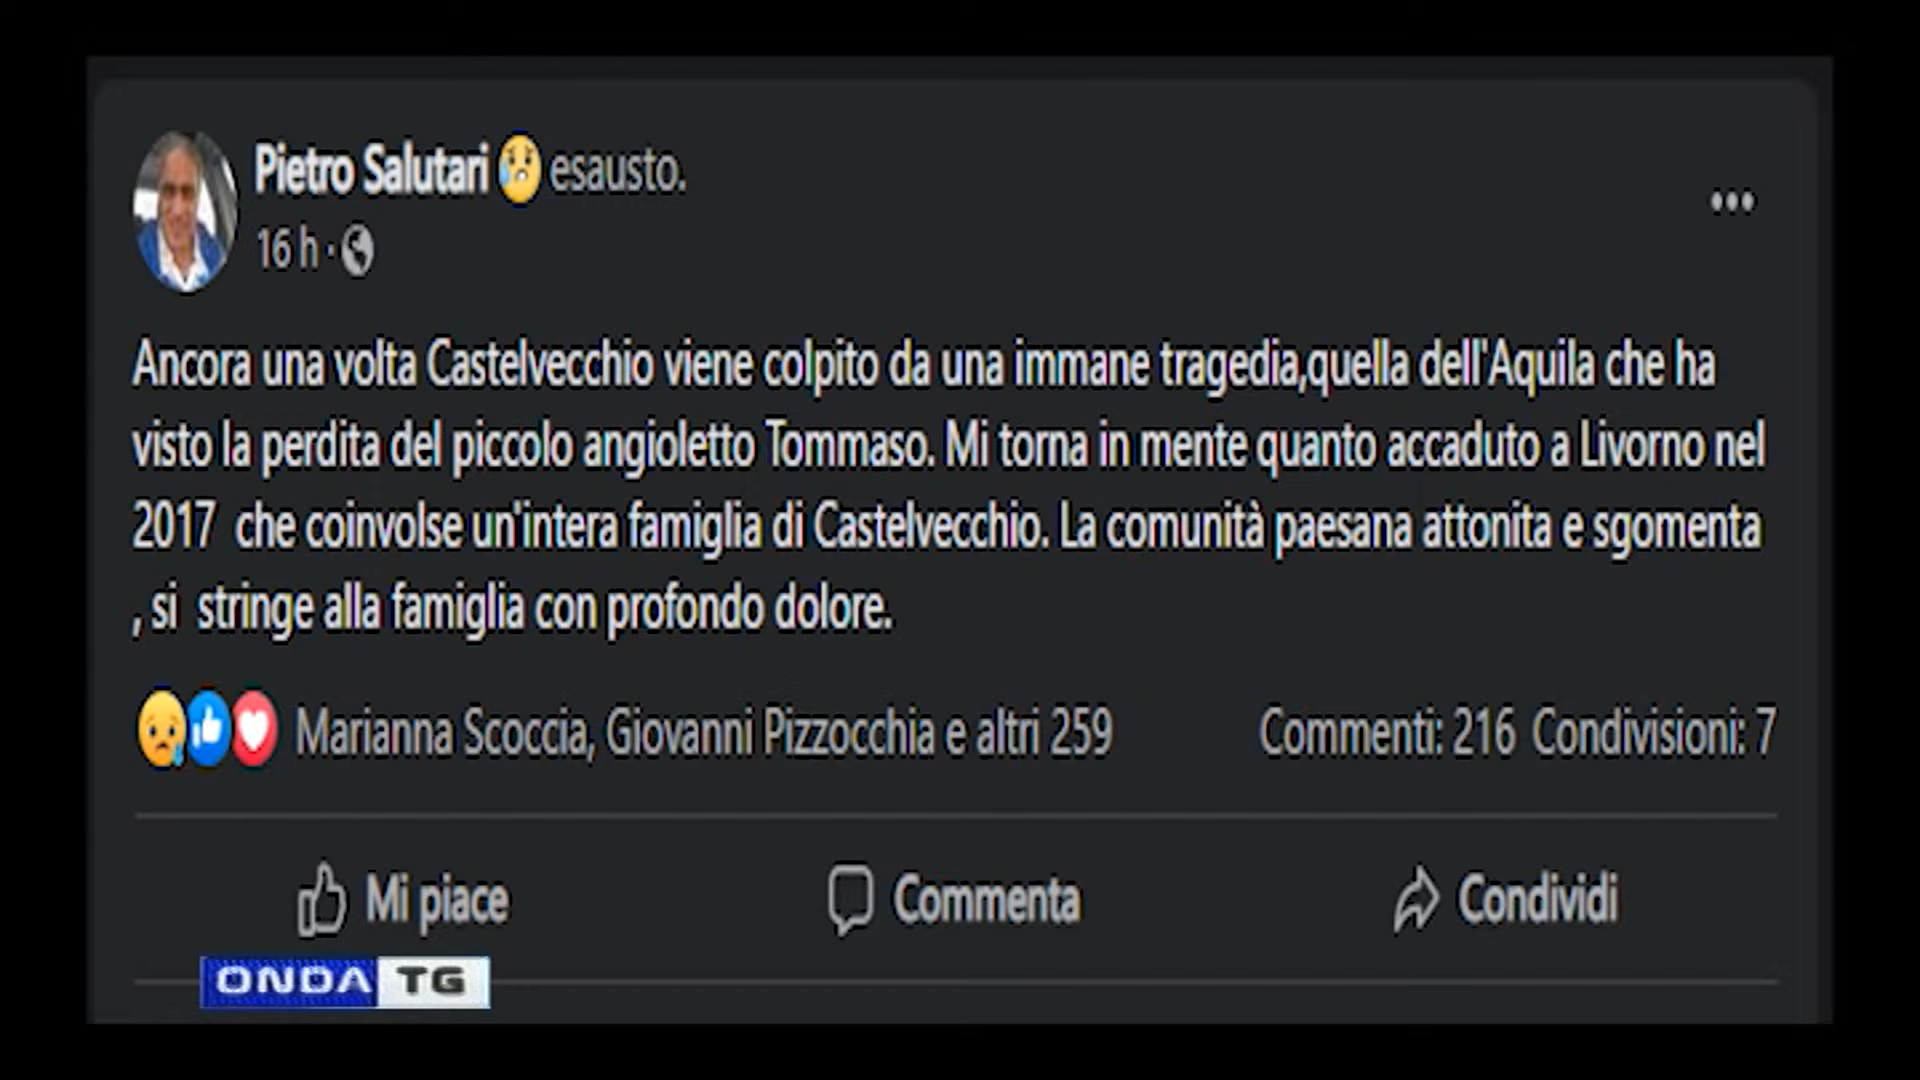 Pietro Salutari 😢 esausto.
16 h ·
Ancora una volta Castelvecchio viene colpito da una immane tragedia,quella dell'Aquila che ha
visto la perdita del piccolo angioletto Tommaso. Mi torna in mente quanto accaduto a Livorno nel
2017  che coinvolse un'intera famiglia di Castelvecchio. La comunità paesana attonita e sgomenta
, si  stringe alla famiglia con profondo dolore.
Marianna Scoccia, Giovanni Pizzocchia e altri 259 Commenti: 216 Condivisioni: 7
Mi piace Commenta Condividi
ONDA TG